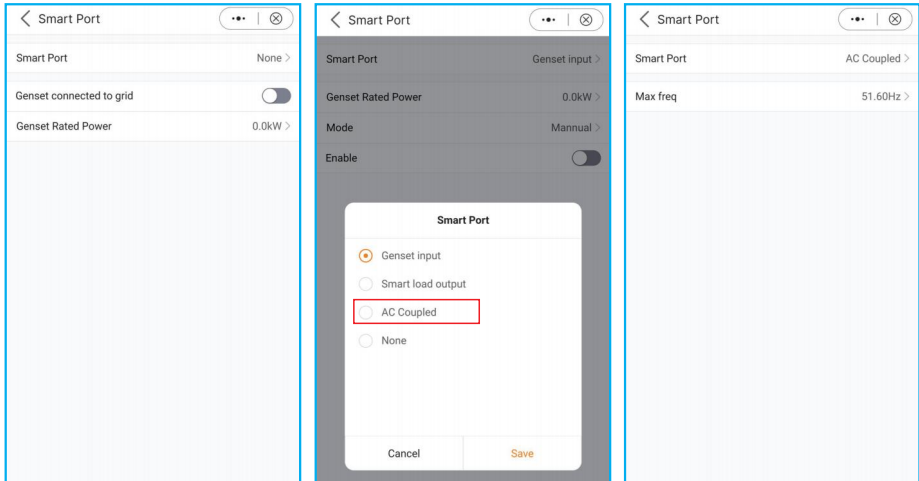 Smart Port
Smart Port None
Genset connected to grid
Genset Rated Power 0.0kW
Smart Port
Smart Port Genset input
Genset Rated Power 0.0kW
Mode Mannual
Enable
Smart Port
Genset input
Smart load output
AC Coupled
None
Cancel Save
Smart Port
Smart Port AC Coupled
Max freq 51.60Hz